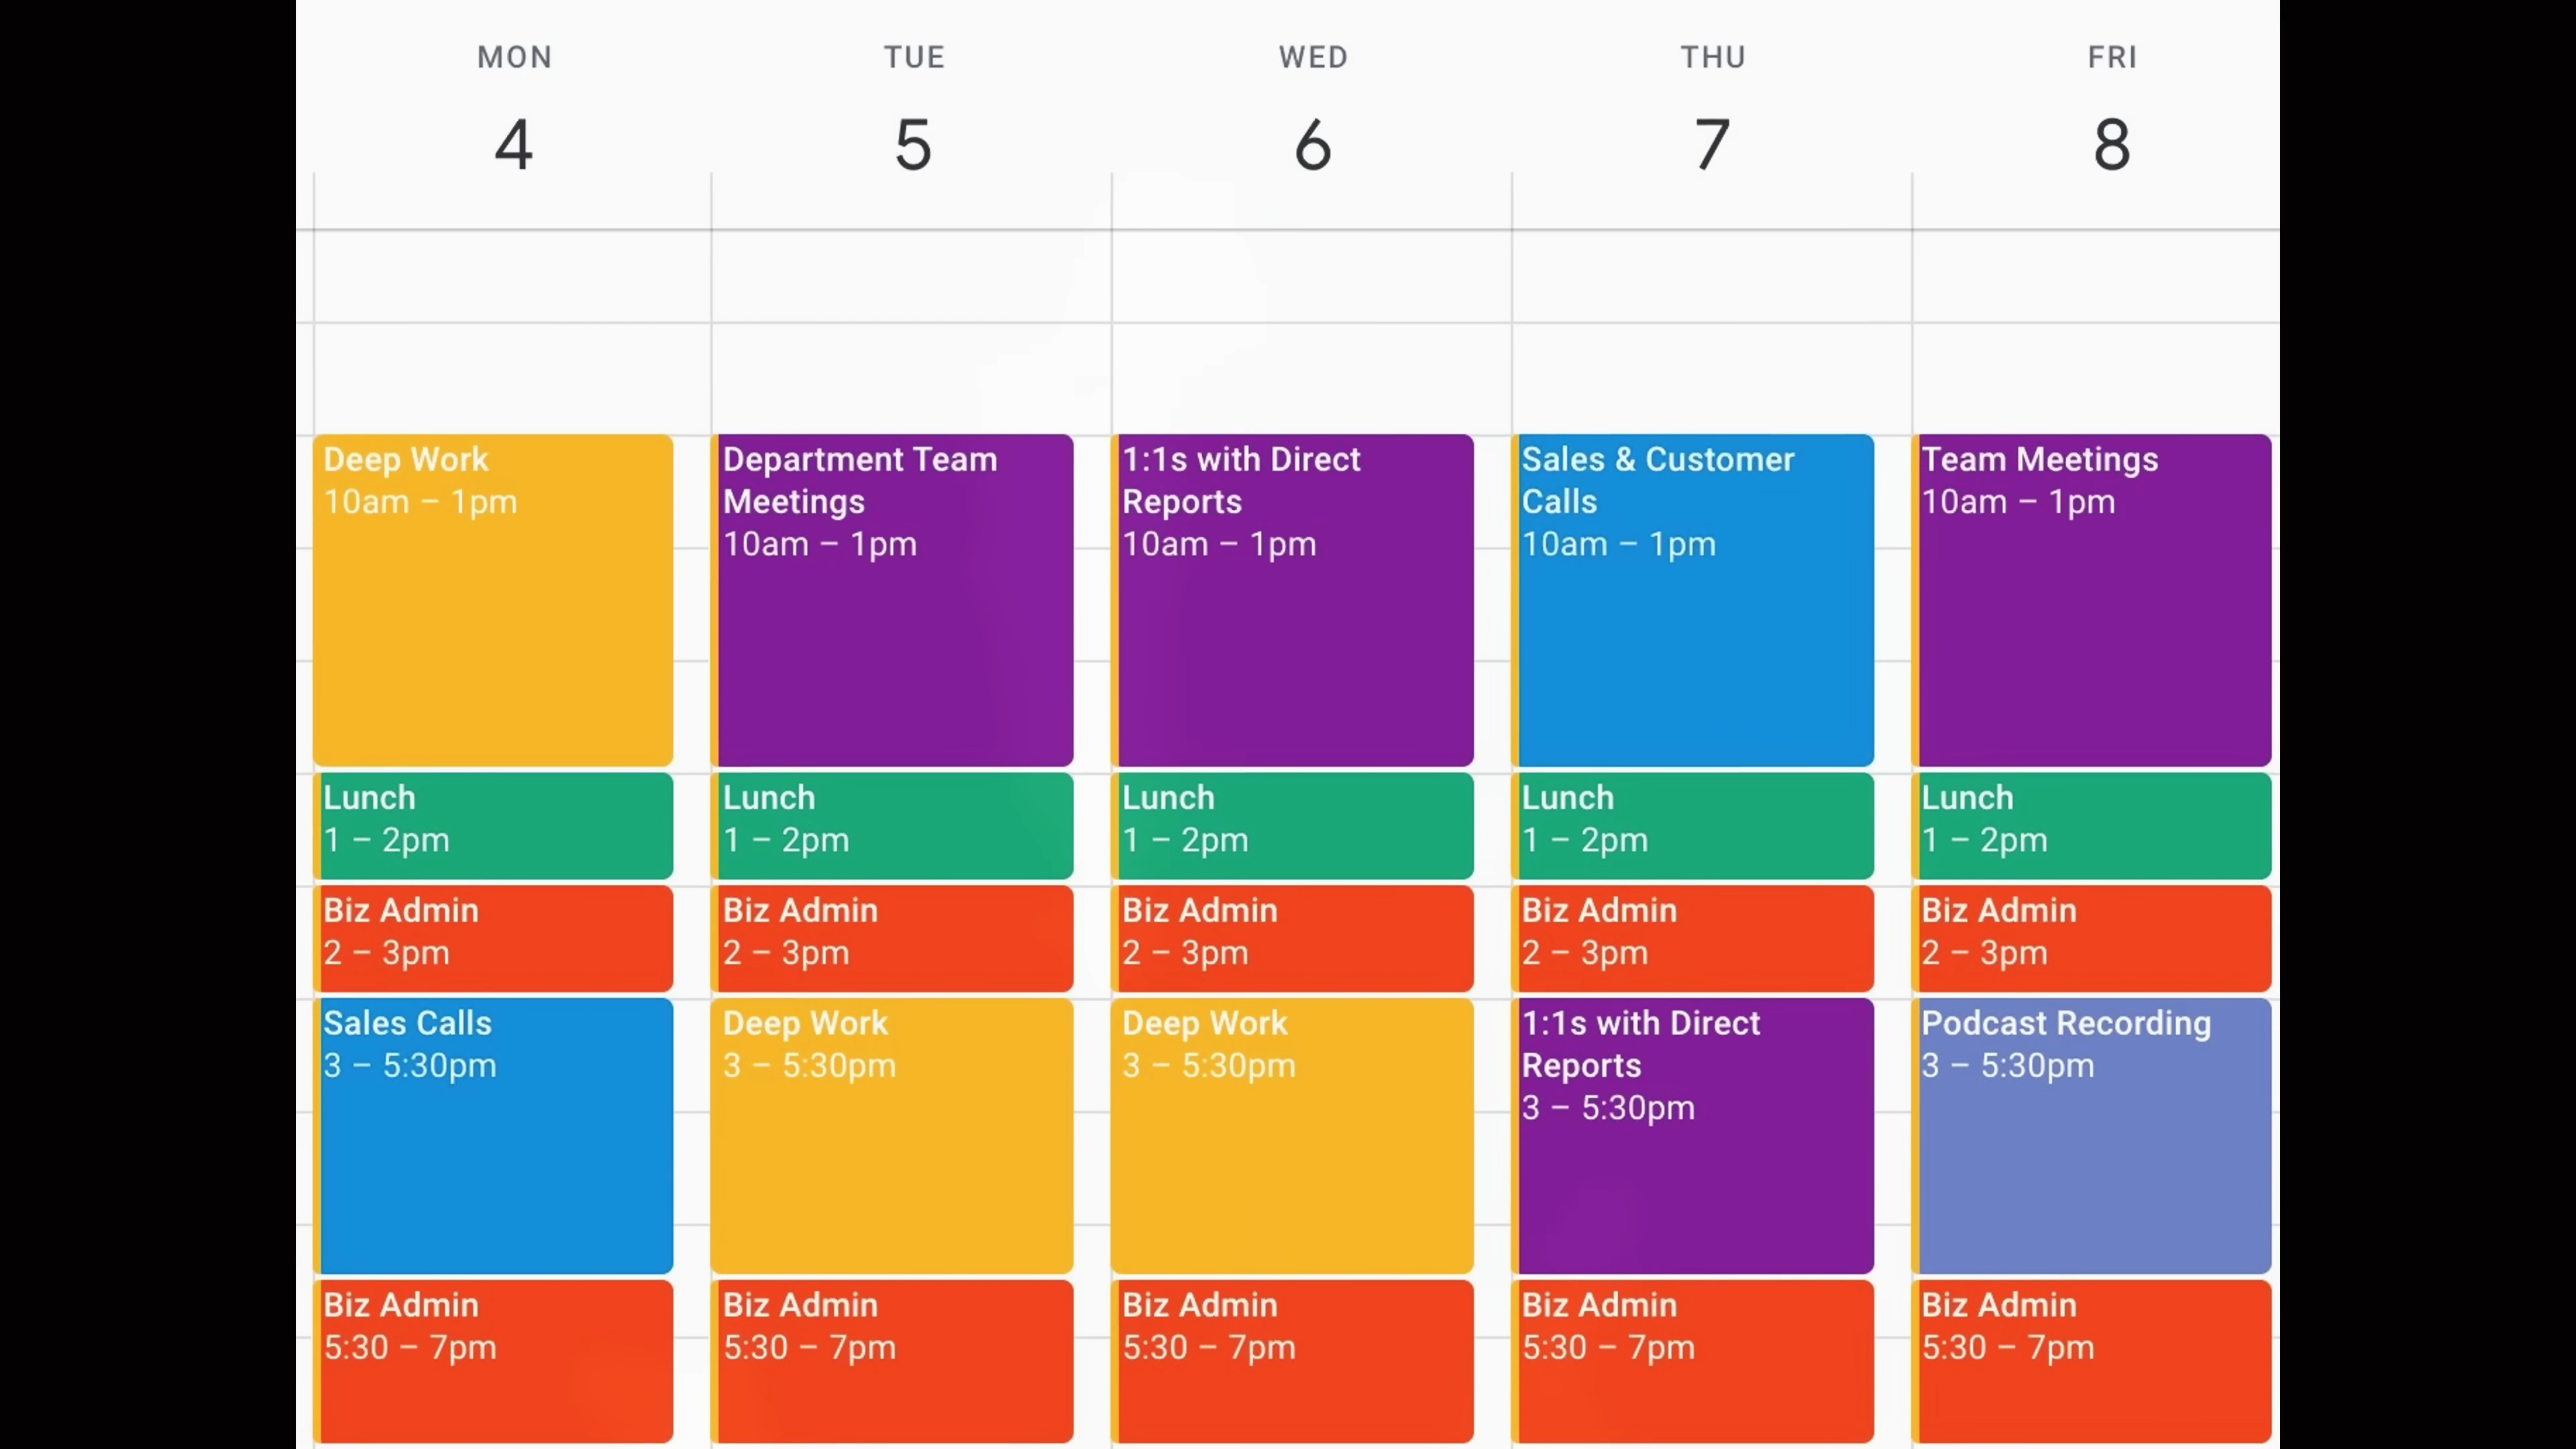 MON
4
TUE
5
WED
6
THU
7
FRI
8
Deep Work
10am – 1pm
Lunch
1 – 2pm
Biz Admin
2 – 3pm
Sales Calls
3 – 5:30pm
Biz Admin
5:30 – 7pm
Department Team
Meetings
10am – 1pm
Lunch
1 – 2pm
Biz Admin
2 – 3pm
Deep Work
3 – 5:30pm
Biz Admin
5:30 – 7pm
1:1s with Direct
Reports
10am – 1pm
Lunch
1 – 2pm
Biz Admin
2 – 3pm
Deep Work
3 – 5:30pm
Biz Admin
5:30 – 7pm
Sales & Customer
Calls
10am – 1pm
Lunch
1 – 2pm
Biz Admin
2 – 3pm
1:1s with Direct
Reports
3 – 5:30pm
Biz Admin
5:30 – 7pm
Team Meetings
10am – 1pm
Lunch
1 – 2pm
Biz Admin
2 – 3pm
Podcast Recording
3 – 5:30pm
Biz Admin
5:30 – 7pm